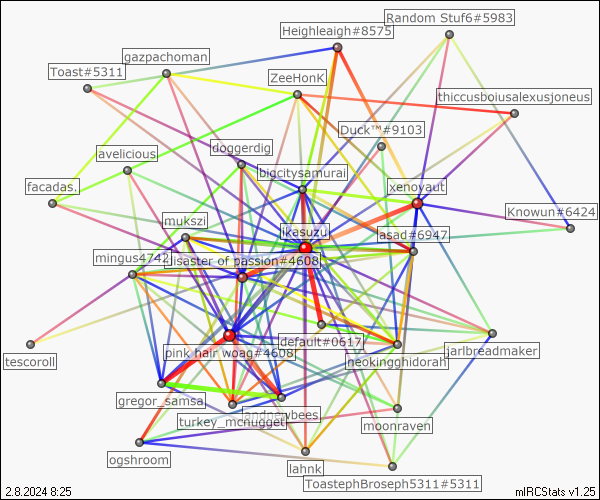 Random Stuf6#5983
Heighleaigh#8575
gazpachoman
Toast#5311
ZeeHonK
thiccusboiusalexusjoneus
Duck™#9103
doggerdig
avelicious
bigcitysamurai
xenoyaut
facadas.
Knowun#6424
mukszi
ikasuzu
asad#6947
mingus4742
disaster of passion#4608
default#0617
tescoroll
pink hair woag#4608
jarlbreadmaker
neokingghidorah
gregor_samsa
andnewbees
turkey_mcnugget
moonraven
ogshroom
lahnk
ToastephBroseph5311#5311
2.8.2024 8:25
mIRCStats v1.25